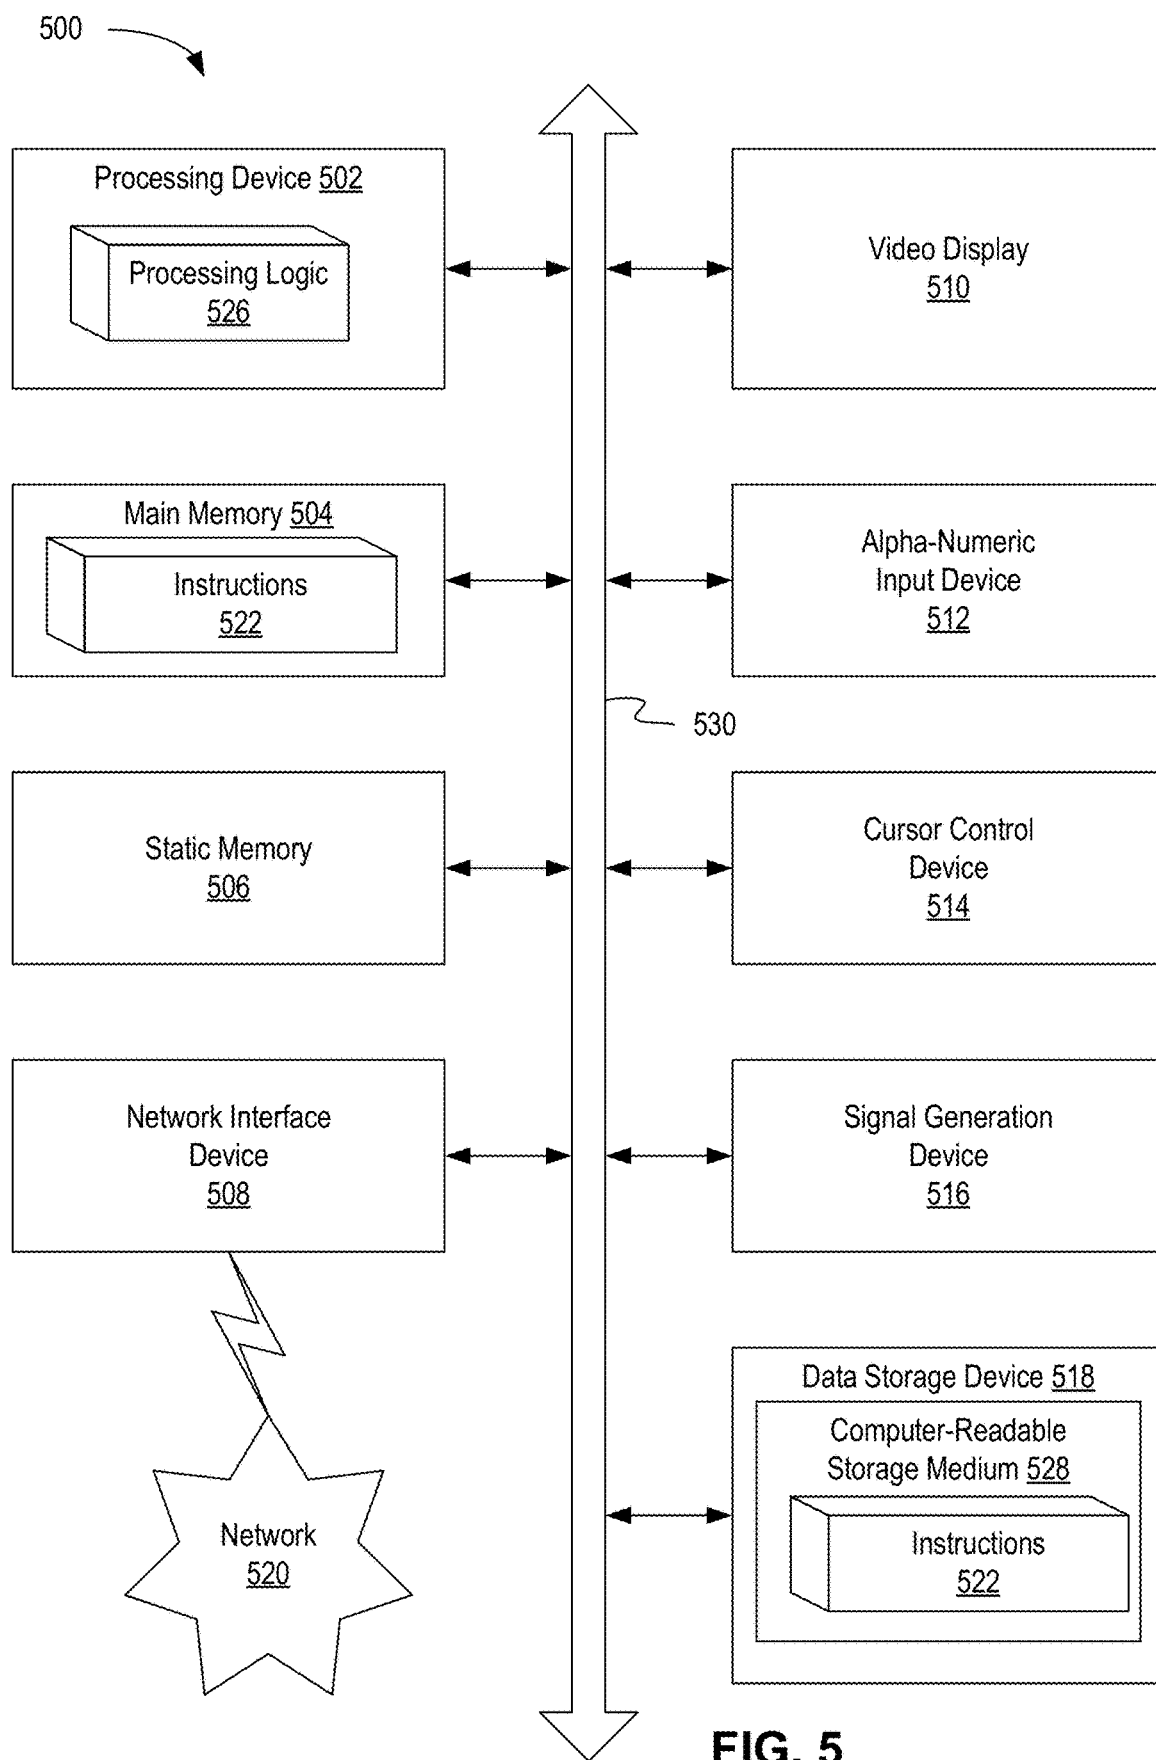 500
Processing Device 502
Processing Logic
526
Video Display
510
Main Memory 504
Instructions
522
Alpha-Numeric
Input Device
512
530
Static Memory
506
Cursor Control
Device
514
Network Interface
Device
508
Signal Generation
Device
516
Data Storage Device 518
Computer-Readable
Storage Medium 528
Instructions
522
Network
520
FIG. 5